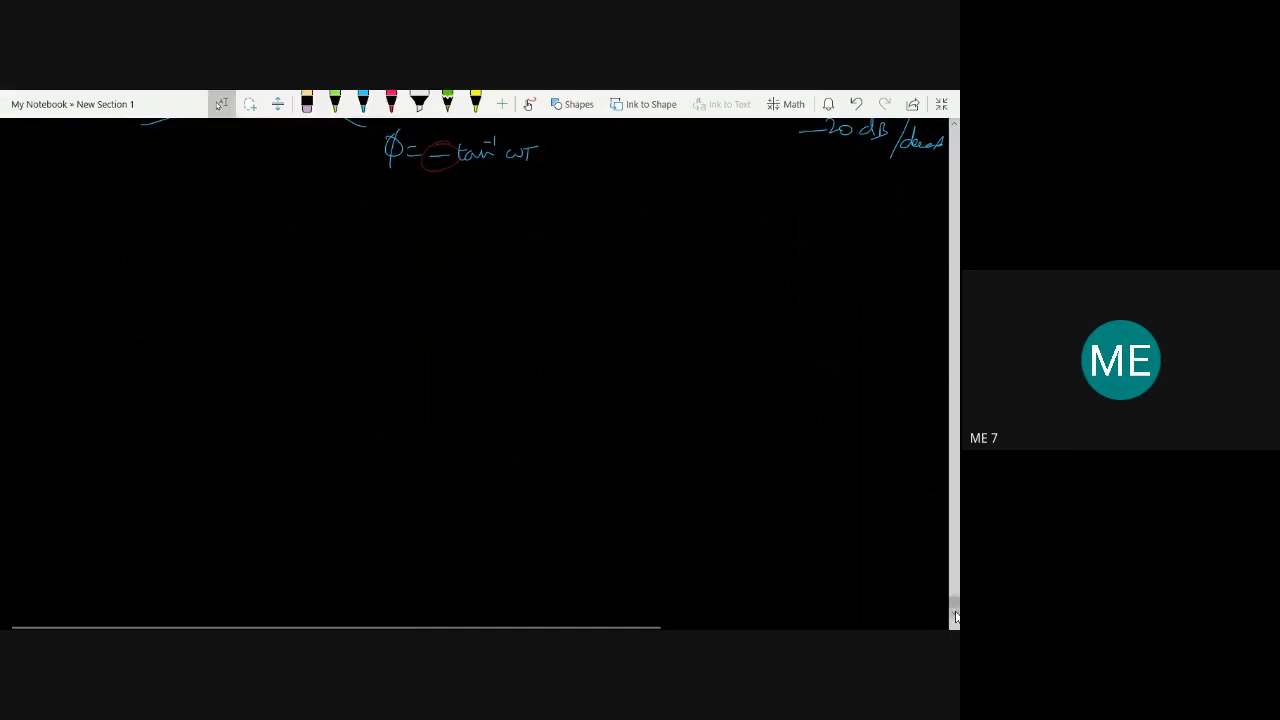 My Notebook » New Section 1
Shapes
Ink to Shape
Ink to Text
Math
—20 dB /
ϕ = — tan⁻¹ ωT
ME
ME 7